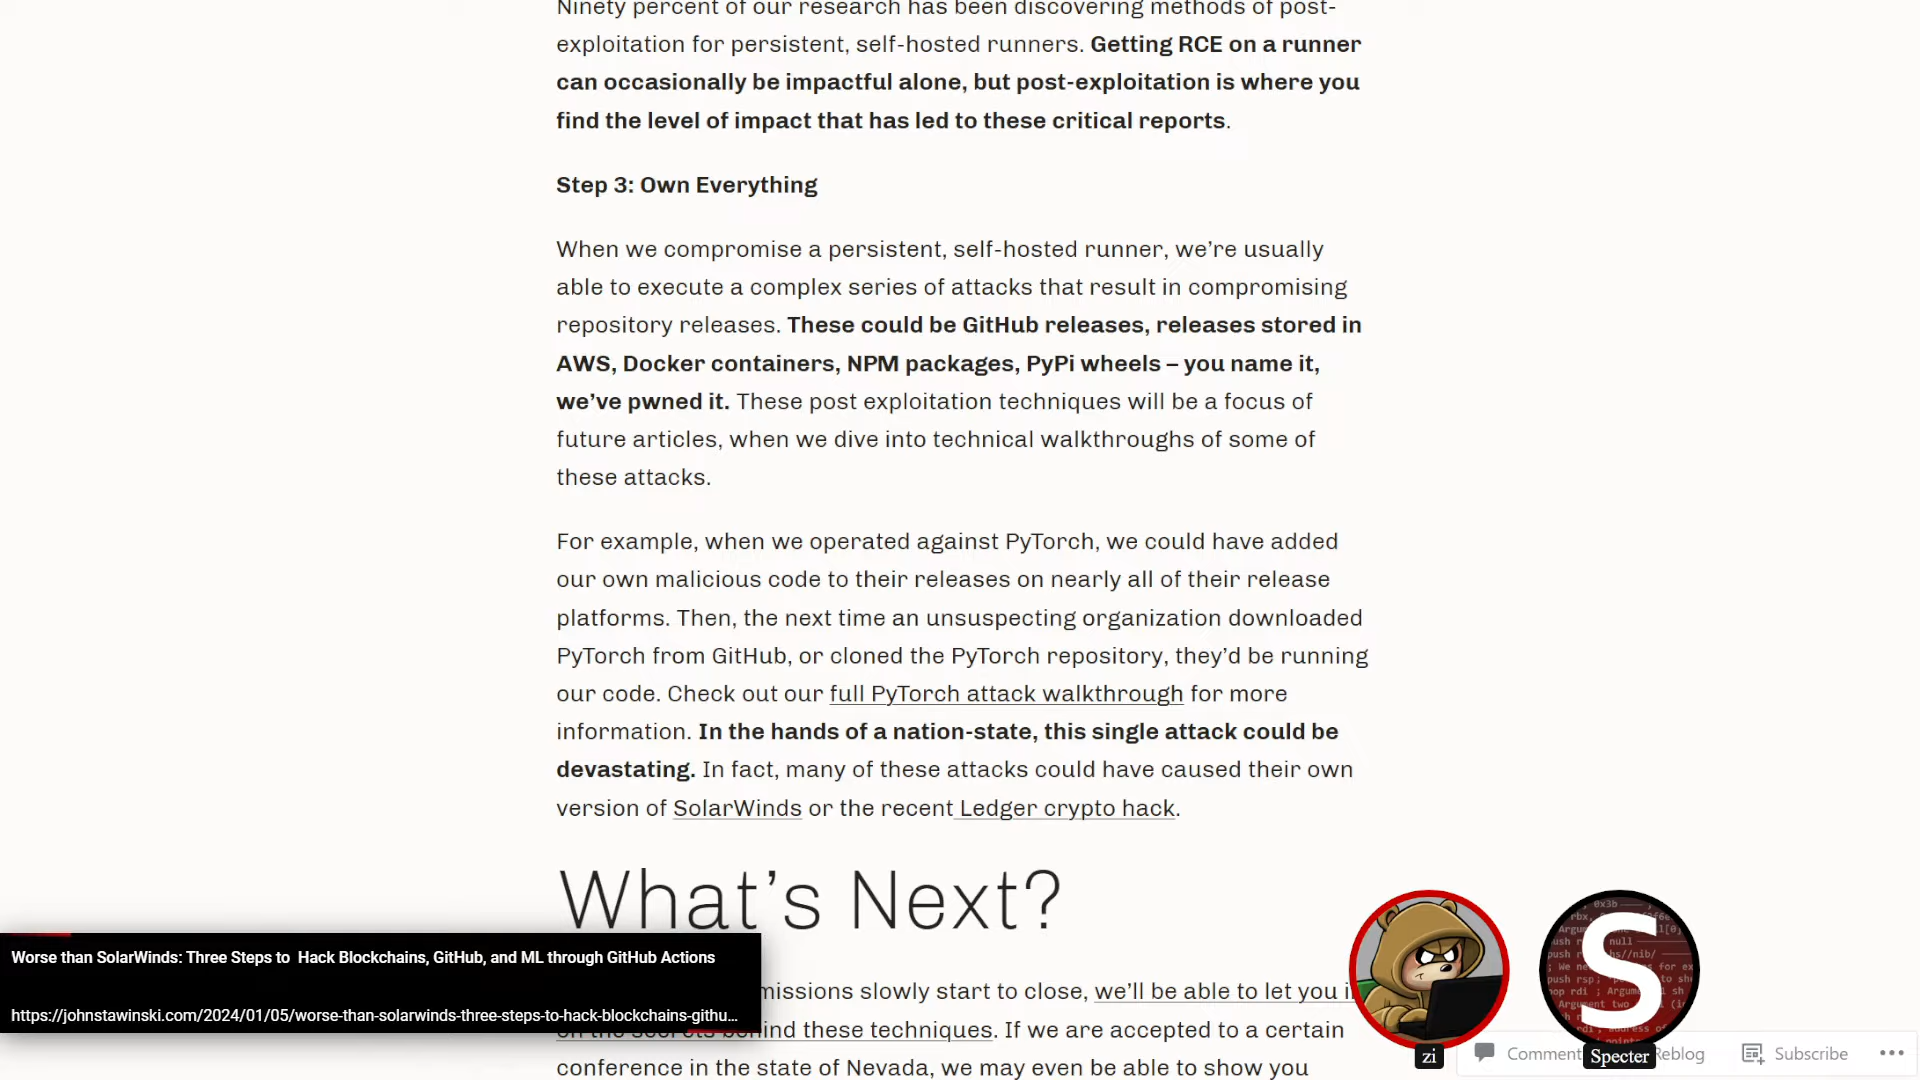 Ninety percent of our research has been discovering methods of post-
exploitation for persistent, self-hosted runners. Getting RCE on a runner
can occasionally be impactful alone, but post-exploitation is where you
find the level of impact that has led to these critical reports.
Step 3: Own Everything
When we compromise a persistent, self-hosted runner, we’re usually
able to execute a complex series of attacks that result in compromising
repository releases. These could be GitHub releases, releases stored in
AWS, Docker containers, NPM packages, PyPi wheels – you name it,
we’ve pwned it. These post exploitation techniques will be a focus of
future articles, when we dive into technical walkthroughs of some of
these attacks.
For example, when we operated against PyTorch, we could have added
our own malicious code to their releases on nearly all of their release
platforms. Then, the next time an unsuspecting organization downloaded
PyTorch from GitHub, or cloned the PyTorch repository, they’d be running
our code. Check out our full PyTorch attack walkthrough for more
information. In the hands of a nation-state, this single attack could be
devastating. In fact, many of these attacks could have caused their own
version of SolarWinds or the recent Ledger crypto hack.
What’s Next?
missions slowly start to close, we’ll be able to let you
behind these techniques. If we are accepted to a certain
conference in the state of Nevada, we may even be able to show you
Worse than SolarWinds: Three Steps to Hack Blockchains, GitHub, and ML through GitHub Actions
https://johnstawinski.com/2024/01/05/worse-than-solarwinds-three-steps-to-hack-blockchains-githu...
S
zi
Specter
Comment
Reblog
Subscribe